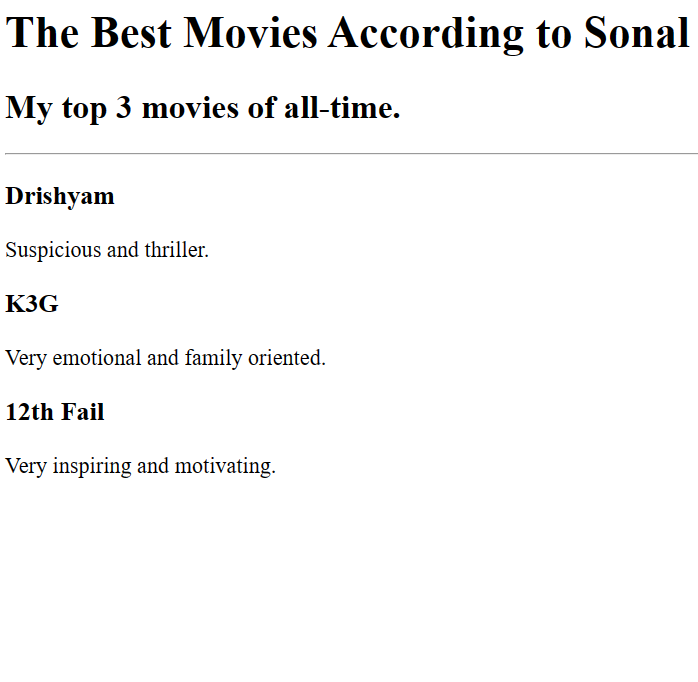 The Best Movies According to Sonal
My top 3 movies of all-time.
Drishyam
Suspicious and thriller.
K3G
Very emotional and family oriented.
12th Fail
Very inspiring and motivating.